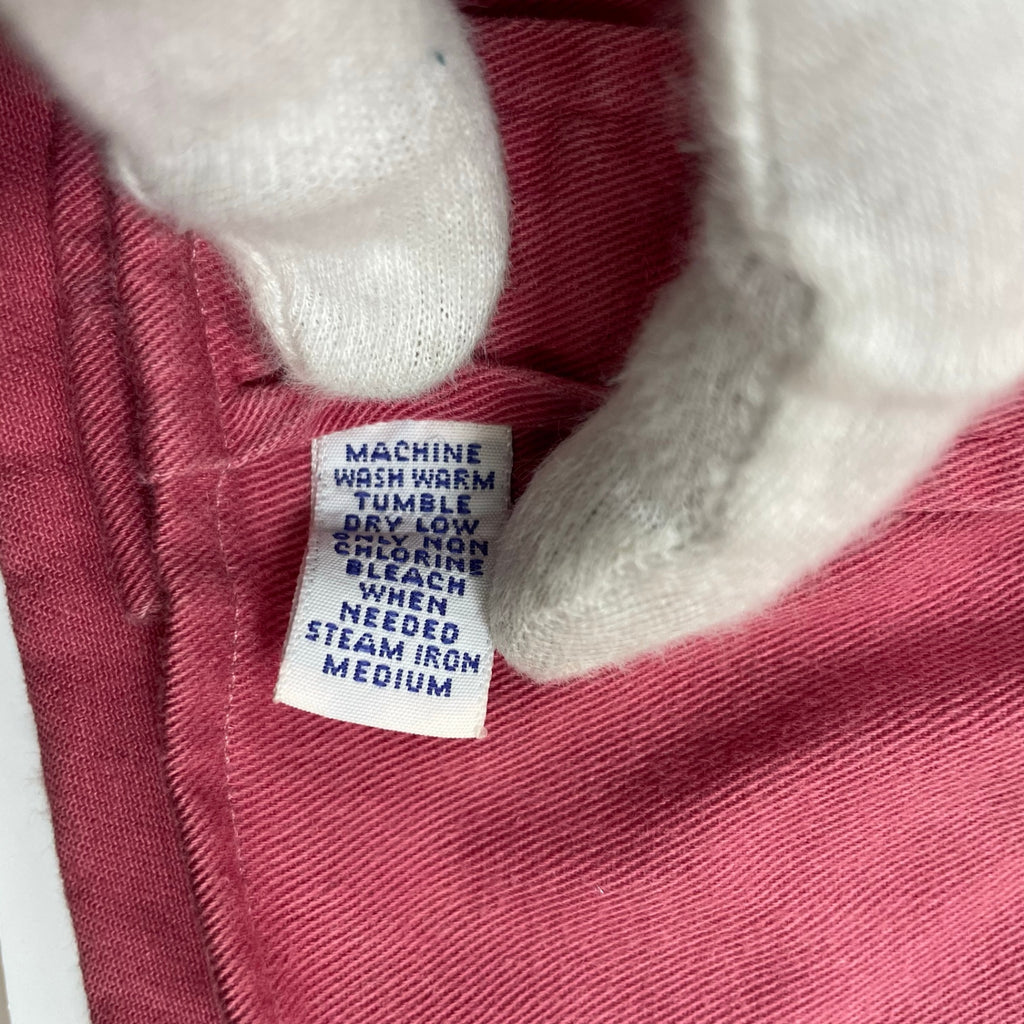 MACHINE
WASH WARM
TUMBLE
DRY LOW
ONLY NON
CHLORINE
BLEACH
WHEN
NEEDED
STEAM IRON
MEDIUM